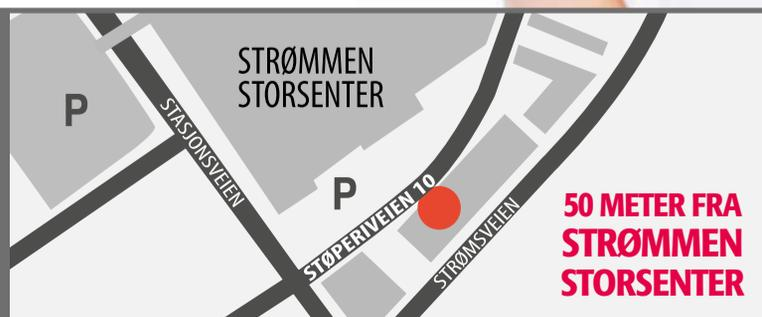 STRØMMEN
STORSENTER
P
STASJONSVEIEN
P
STØPERIVEIEN 10
STRØMSVEIEN
50 METER FRA
STRØMMEN
STORSENTER